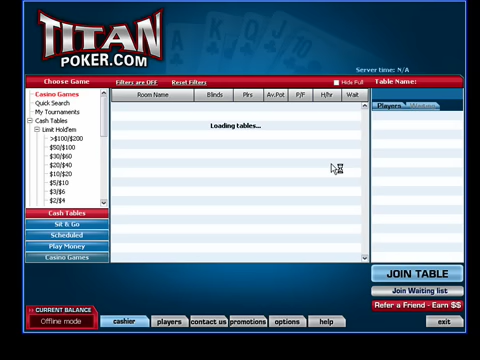 TITAN
POKER.COM
Server time: N/A
Choose Game
Filters are OFF
Reset Filters
Hide Full
Table Name:
Casino Games
Quick Search
My Tournaments
Cash Tables
Limit Hold'em
>$100/$200
$50/$100
$30/$60
$20/$40
$10/$20
$5/$10
$3/$6
$2/$4
Room Name
Blinds
Plrs
Av.Pot
P/F
H/hr
Wait
Loading tables...
Players
Waiting
Cash Tables
Sit & Go
Scheduled
Play Money
Casino Games
JOIN TABLE
Join Waiting list
Refer a Friend - Earn $$
CURRENT BALANCE
Offline mode
cashier
players
contact us
promotions
options
help
exit